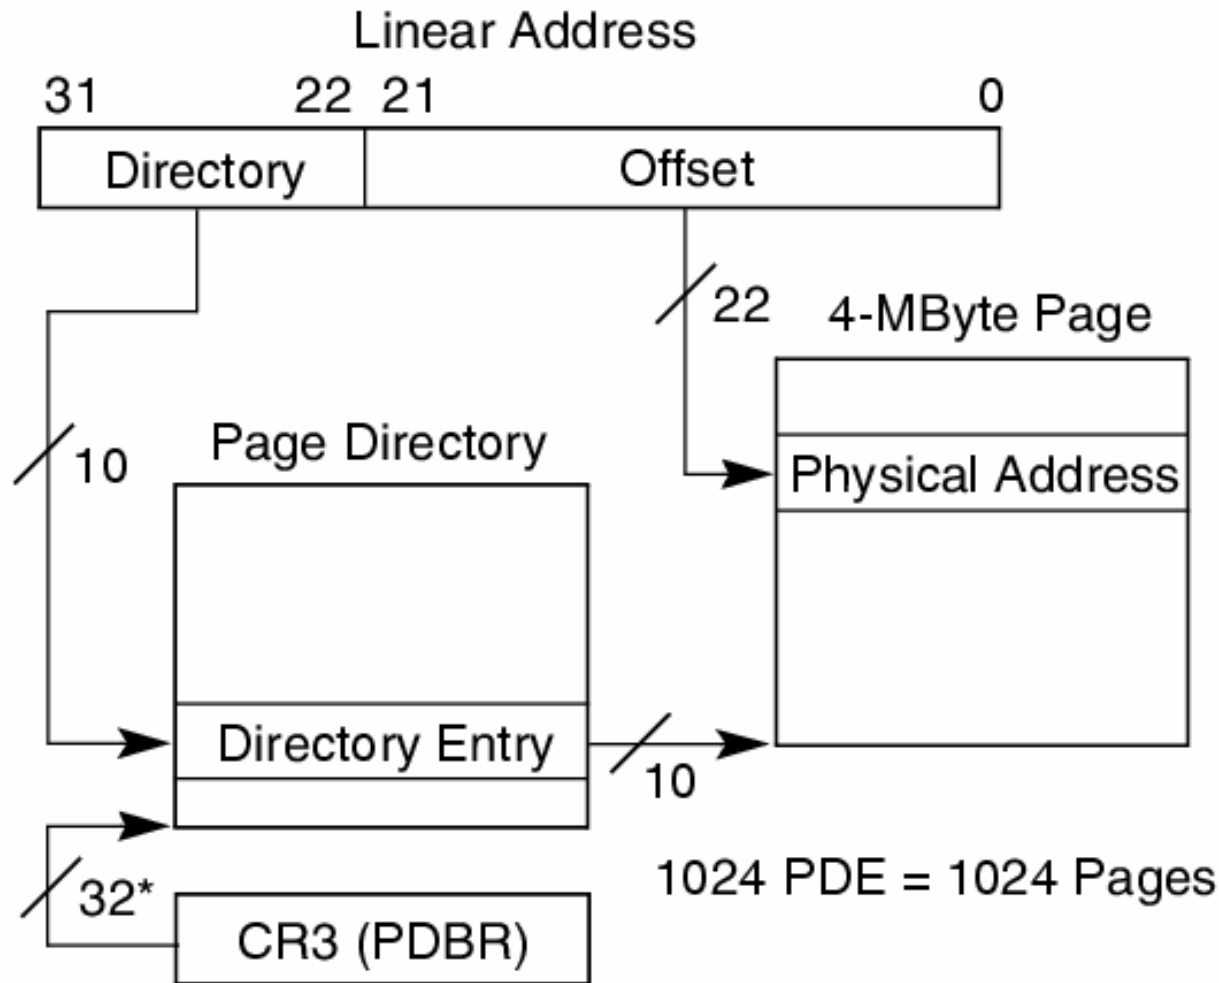 Linear Address
31 22 21 0
Directory Offset
22
4-MByte Page
10
Page Directory
Physical Address
Directory Entry
10
32*
1024 PDE = 1024 Pages
CR3 (PDBR)